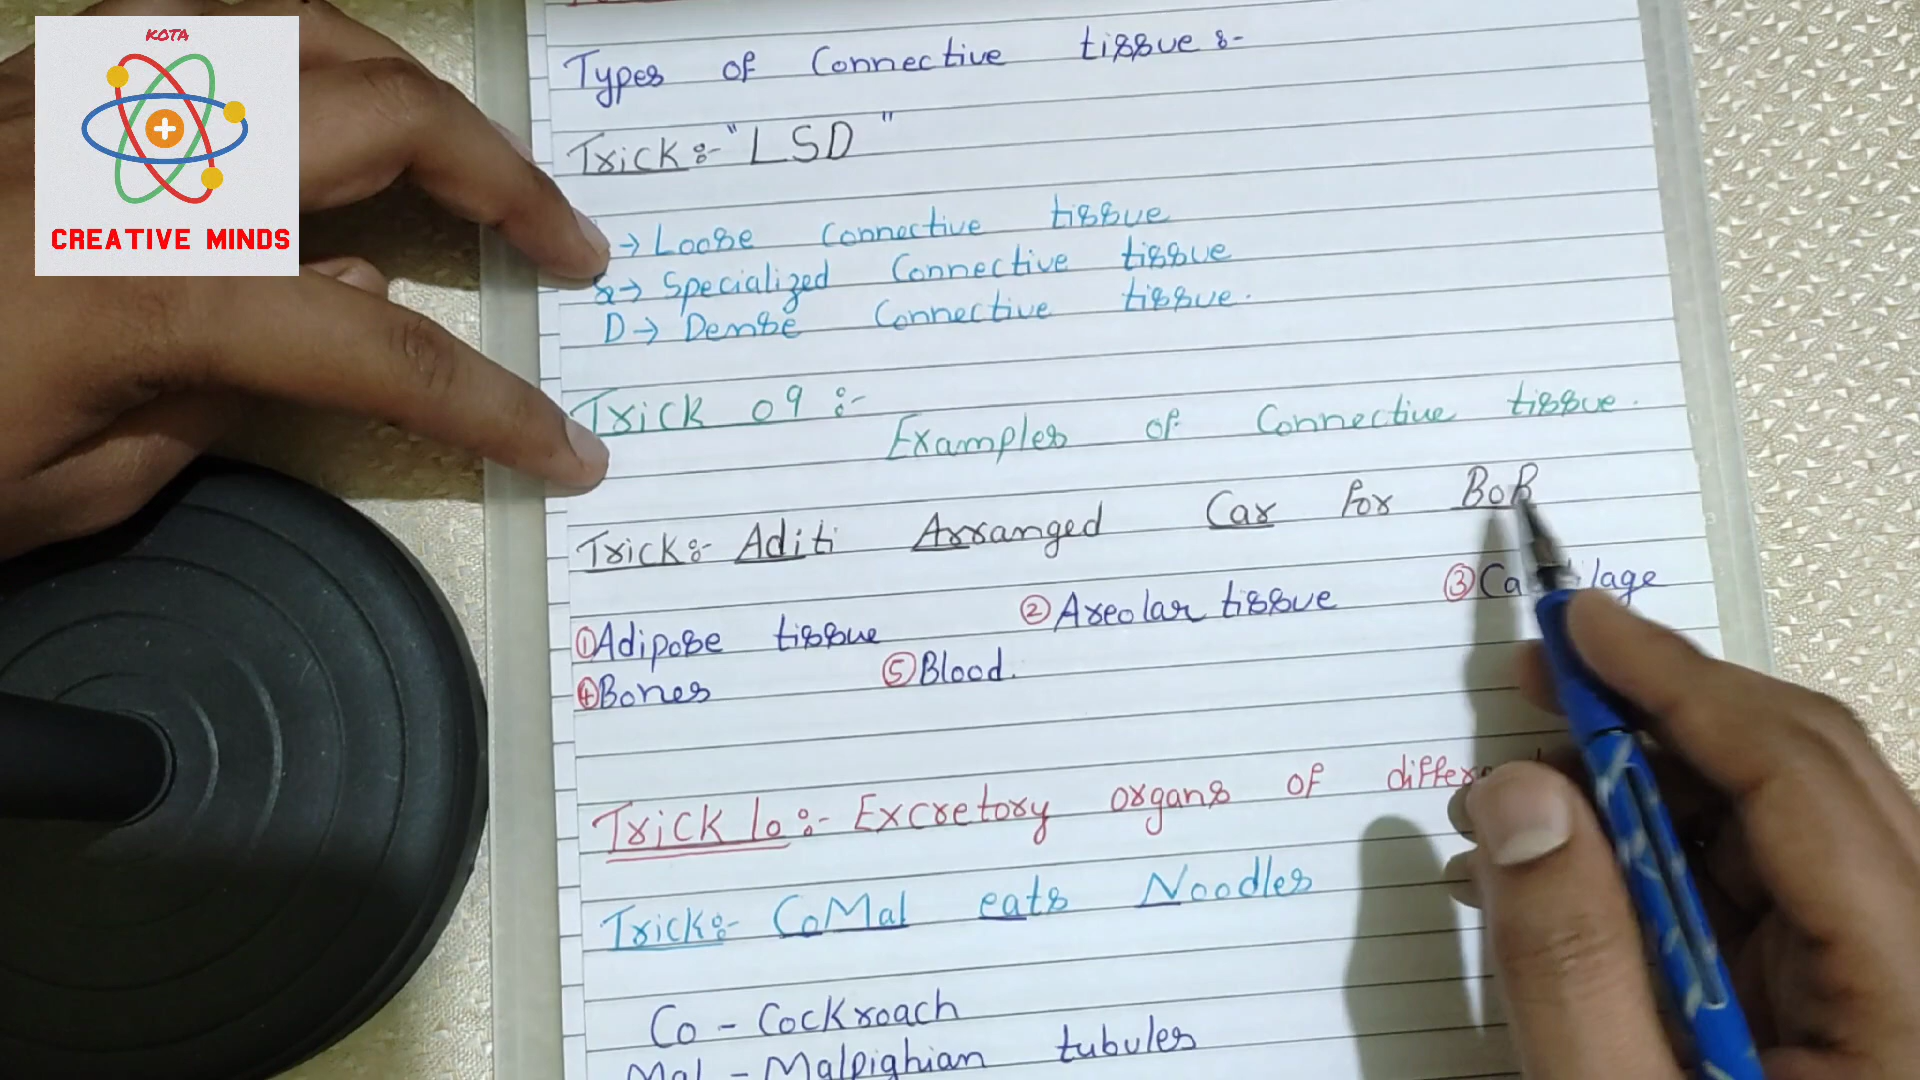 KOTA
CREATIVE MINDS
Types of Connective tissue :-
Trick:- "LSD"
→ Loose Connective tissue
S → Specialized Connective tissue
D → Dense Connective tissue.
Trick 09 :-
Examples of Connective tissue.
Trick:- Aditi Arranged Car for BoB
① Adipose tissue ② Areolar tissue ③
④ Bones ⑤ Blood.
Trick 10:- Excretory organs of
Trick:- CoMal eats Noodles
Co - Cockroach
Mal - Malpighian tubules